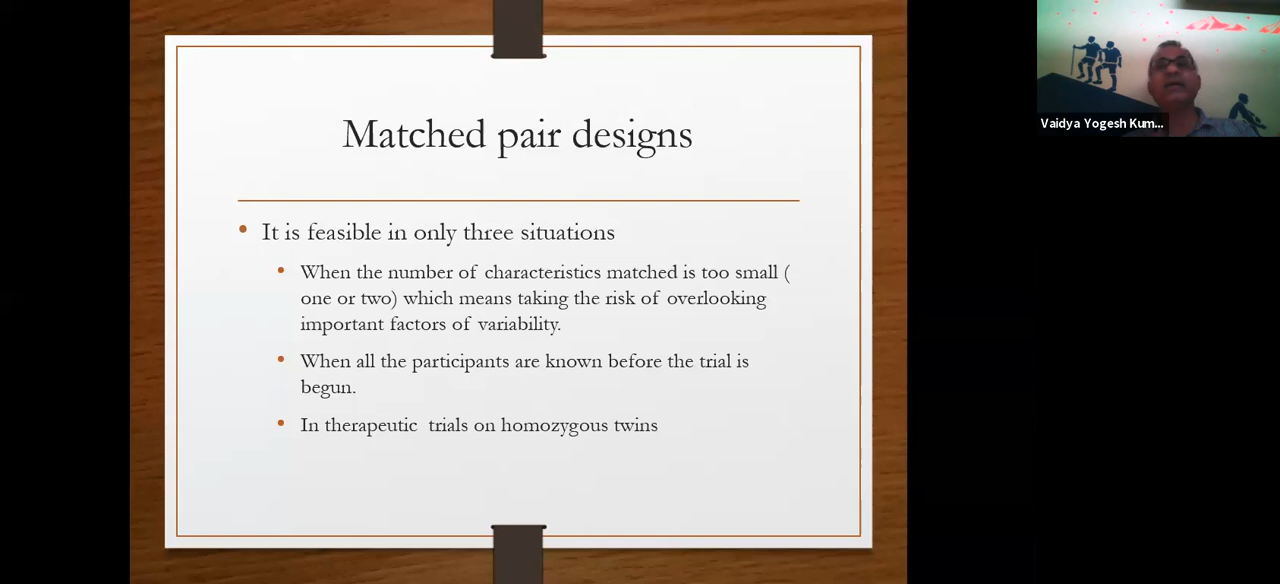 Matched pair designs
• It is feasible in only three situations
• When the number of characteristics matched is too small (
one or two) which means taking the risk of overlooking
important factors of variability.
• When all the participants are known before the trial is
begun.
• In therapeutic trials on homozygous twins
Vaidya Yogesh Kum...